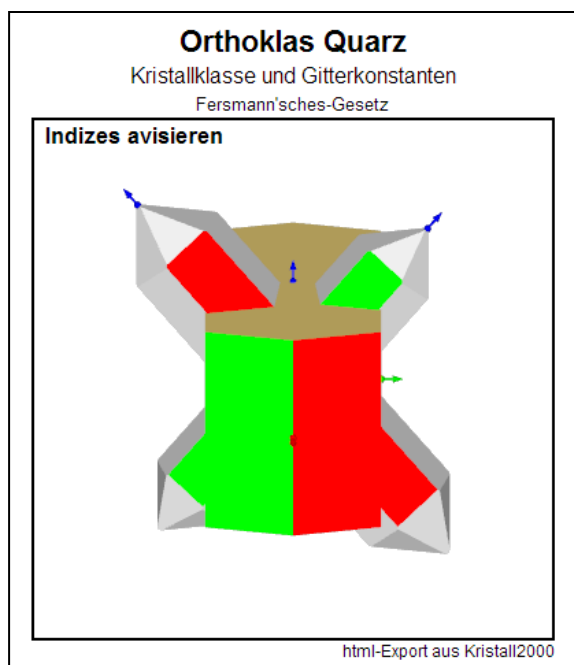 Orthoklas Quarz
Kristallklasse und Gitterkonstanten
Fersmann'sches-Gesetz
Indizes avisieren
html-Export aus Kristall2000